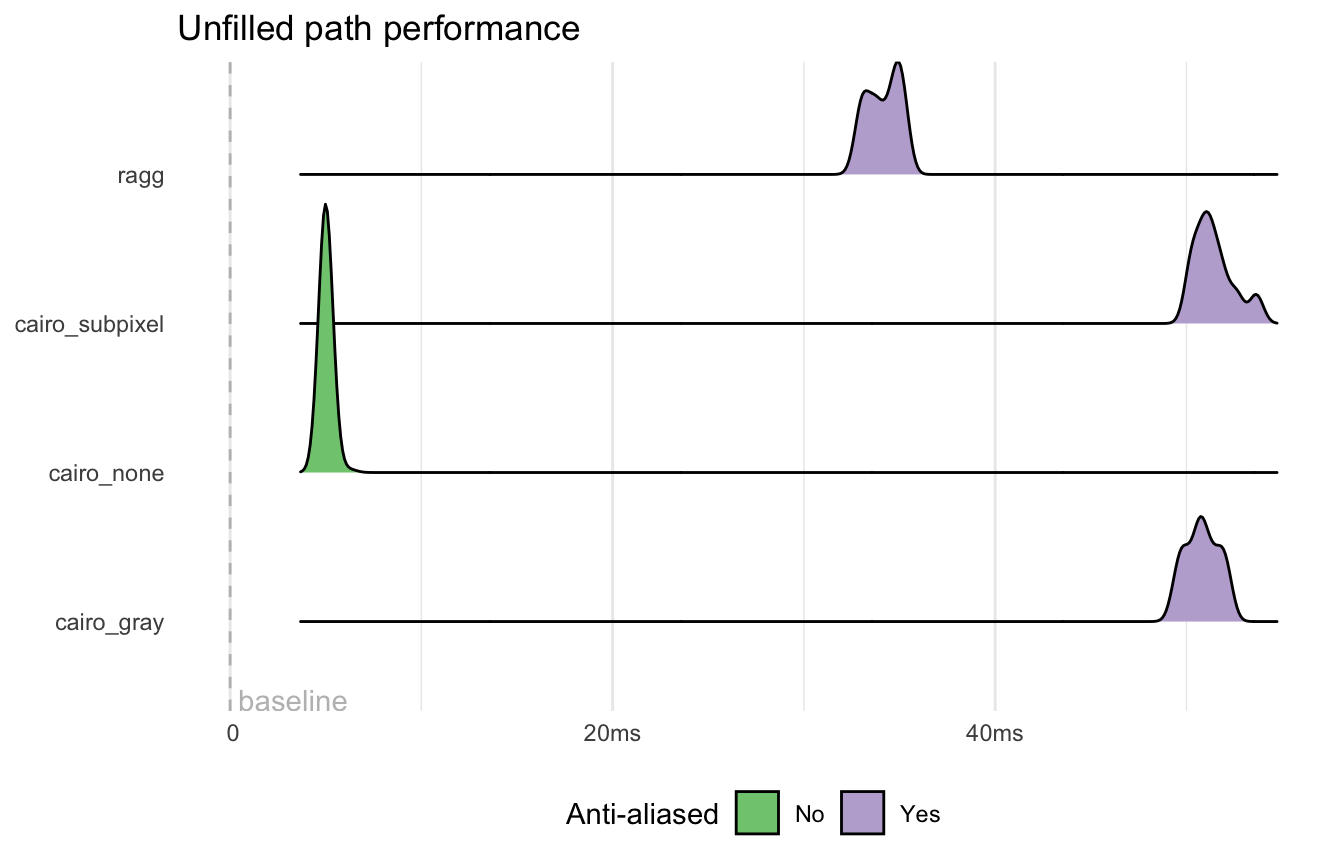 Unfilled path performance
ragg
cairo_subpixel
cairo_none
cairo_gray
baseline
0 20ms 40ms
Anti-aliased No Yes